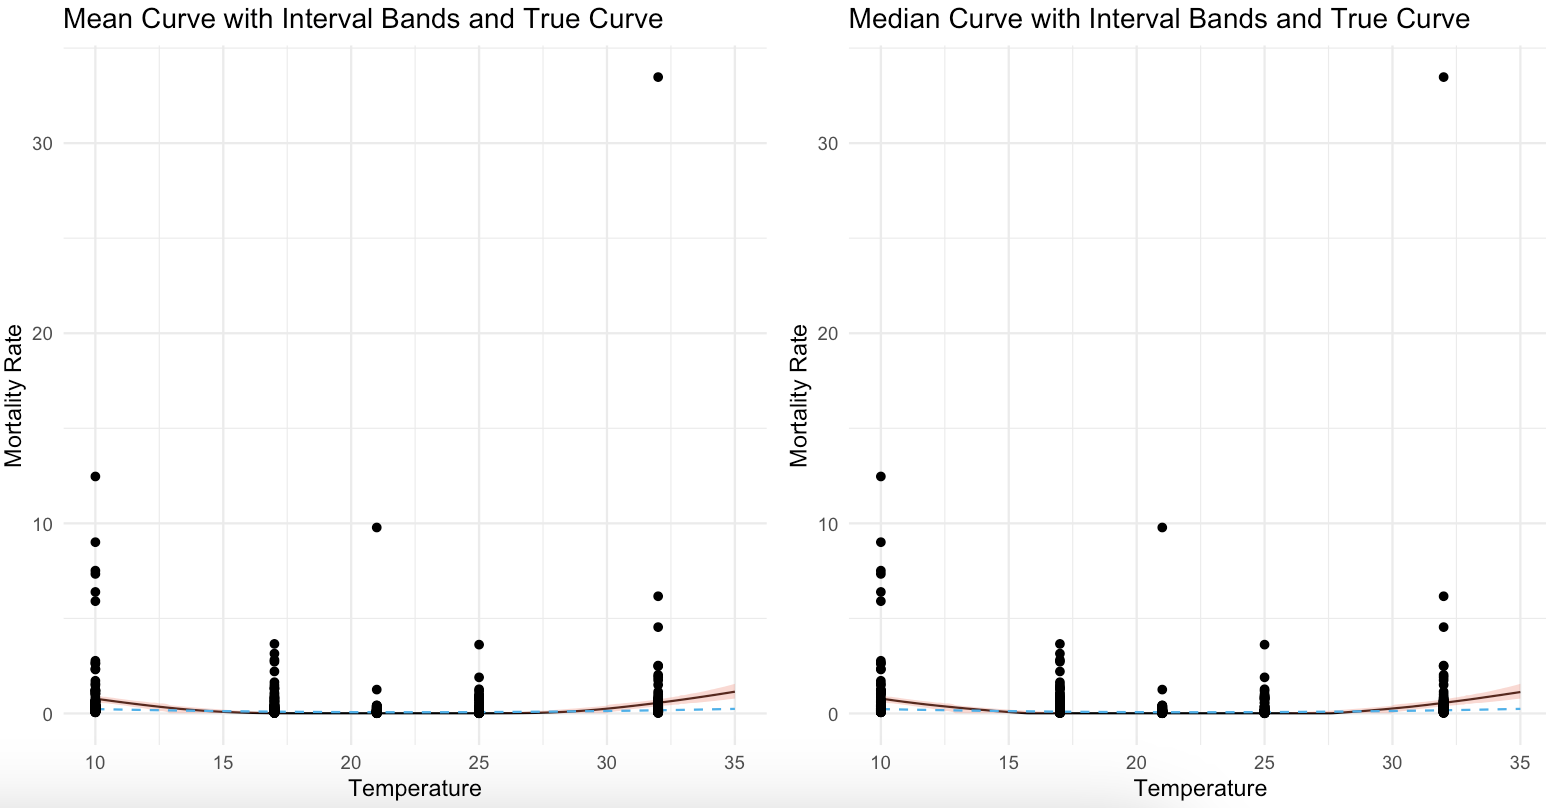 Mean Curve with Interval Bands and True Curve
30
20
10
0
Mortality Rate
10 15 20 25 30 35
Temperature
Median Curve with Interval Bands and True Curve
30
20
10
0
Mortality Rate
10 15 20 25 30 35
Temperature